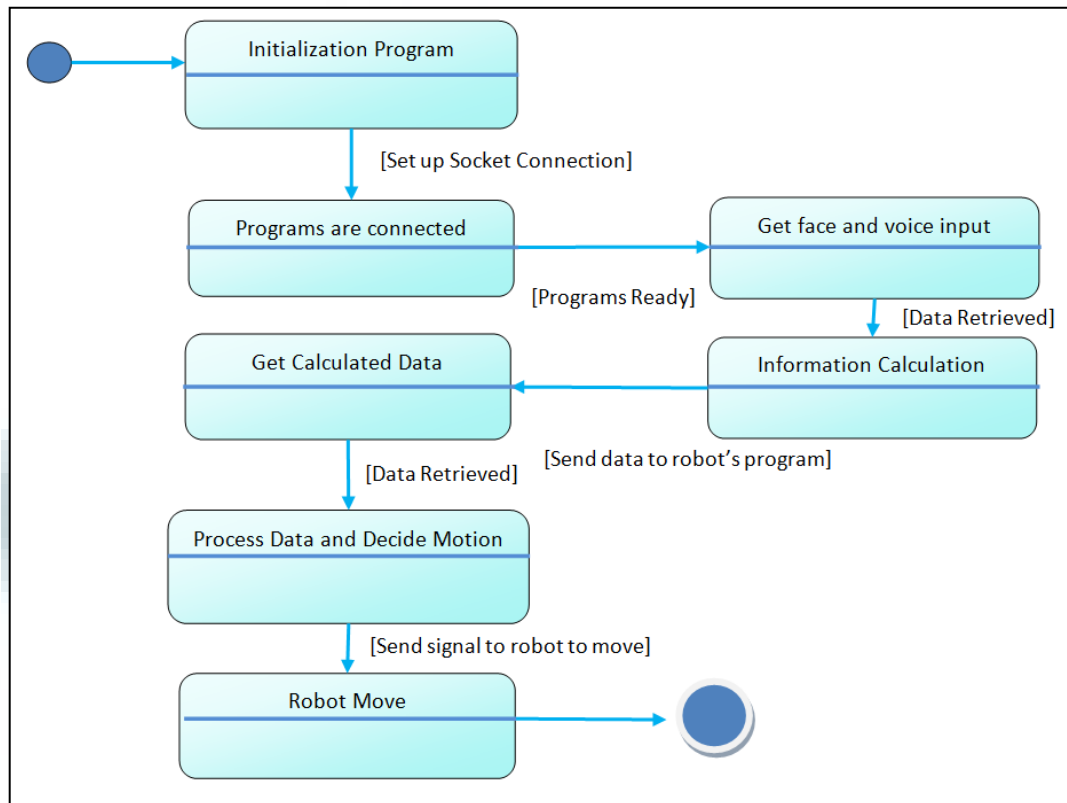 Initialization Program
[Set up Socket Connection]
Programs are connected
Get face and voice input
[Programs Ready]
[Data Retrieved]
Get Calculated Data
Information Calculation
[Send data to robot’s program]
[Data Retrieved]
Process Data and Decide Motion
[Send signal to robot to move]
Robot Move